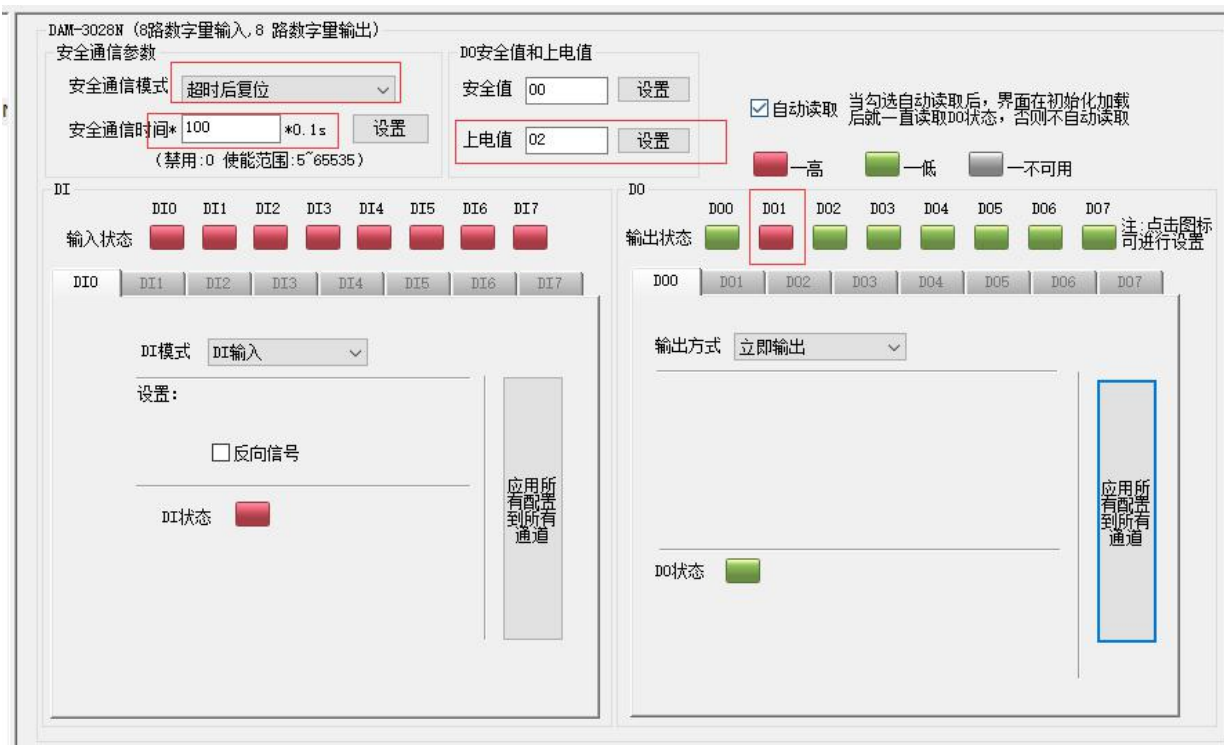 DAM-3028N (8路数字量输入,8 路数字量输出)
安全通信参数
安全通信模式 超时后复位
安全通信时间* 100 *0.1s 设置
(禁用:0 使能范围:5~65535)
DO安全值和上电值
安全值 00 设置
上电值 02 设置
自动读取 当勾选自动读取后，界面在初始化加载
后就一直读取DO状态，否则不自动读取
—高 —低 —不可用
DI
DI0 DI1 DI2 DI3 DI4 DI5 DI6 DI7
输入状态
DI0 DI1 DI2 DI3 DI4 DI5 DI6 DI7
DI模式 DI输入
设置:
反向信号
DI状态
应用所
有配置
到所有
通道
DO
DO0 DO1 DO2 DO3 DO4 DO5 DO6 DO7
输出状态
注:点击图标
可进行设置
DO0 DO1 DO2 DO3 DO4 DO5 DO6 DO7
输出方式 立即输出
DO状态
应用所
有配置
到所有
通道